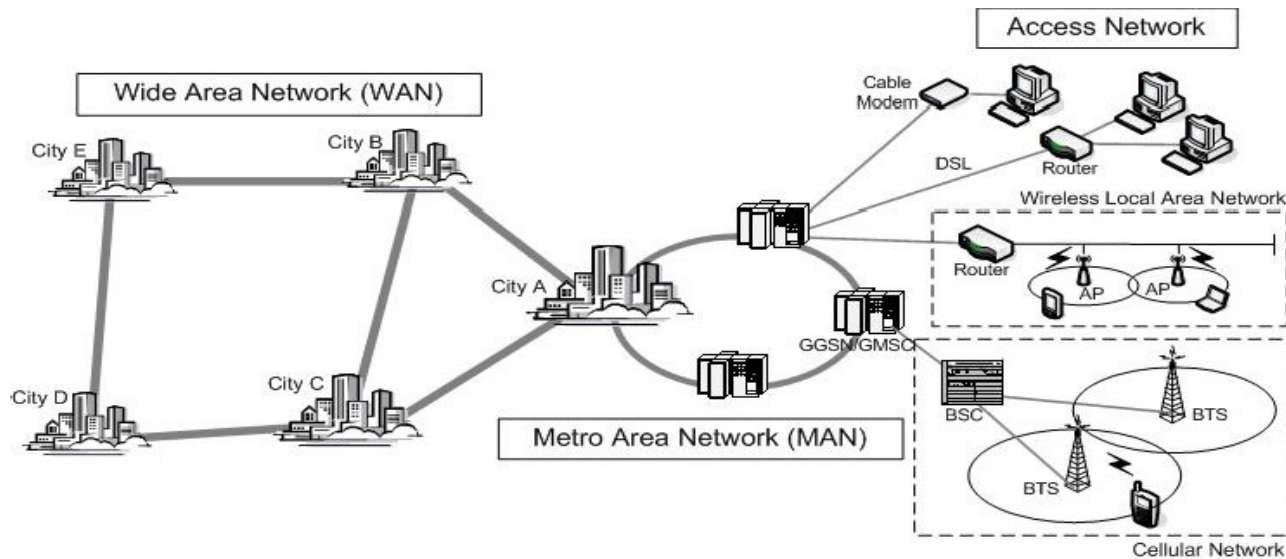 Access Network
Wide Area Network (WAN)
Cable
Modem
City E
City B
DSL
Router
Wireless Local Area Network
City A
Router
AP
AP
GGSN/GMSC
City D
City C
BSC
BTS
Metro Area Network (MAN)
BTS
Cellular Network